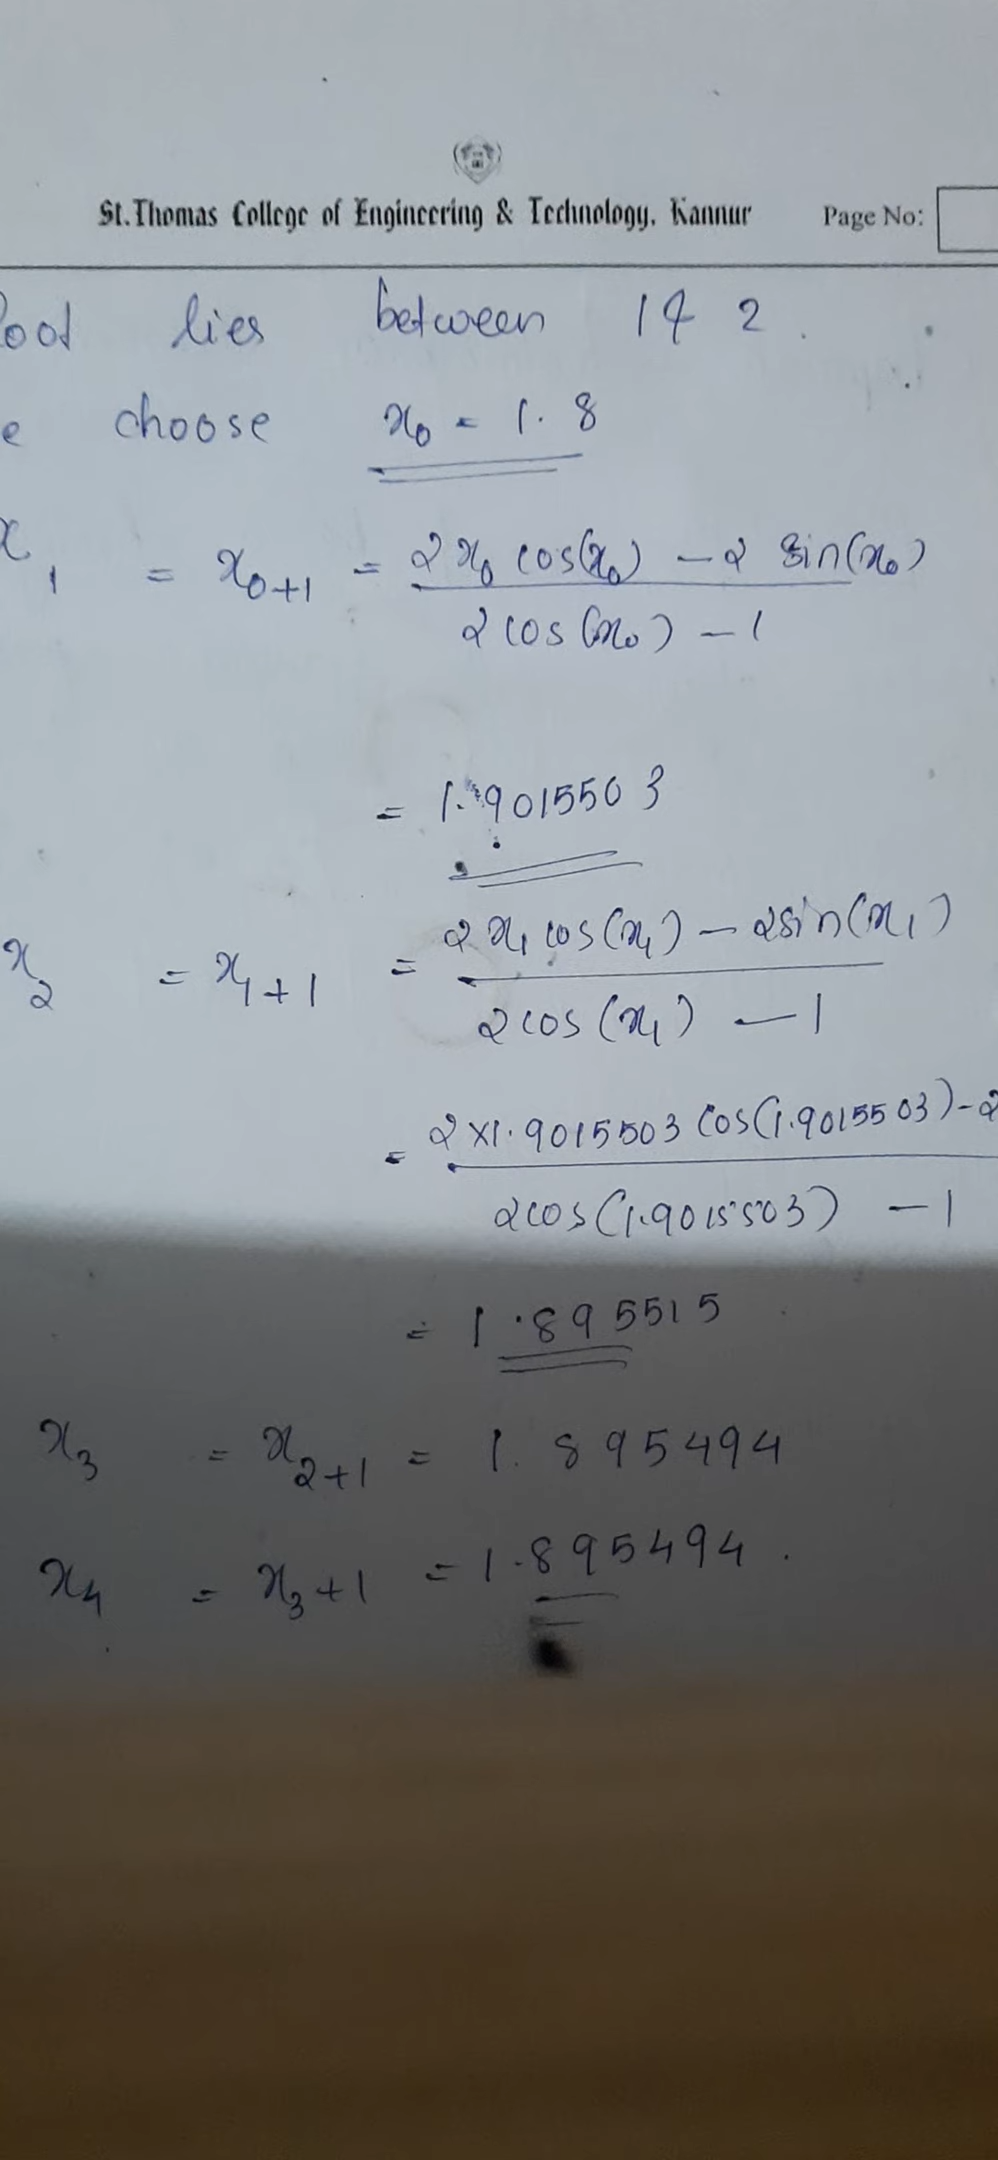 St. Thomas College of Engineering & Technology, Kannur Page No:
oot lies between 1 & 2.
e choose x₀ = 1.8
x₁ = x₀₊₁ = 2x₀ cos(x₀) – 2 sin(x₀)
2cos(x₀) – 1
= 1.9015503
x₂ = x₁₊₁ = 2x₁ cos(x₁) – 2sin(x₁)
2cos(x₁) – 1
= 2×1.9015503 cos(1.9015503) – 2
2cos(1.9015503) – 1
= 1.895515
x₃ = x₂₊₁ = 1.895494
x₄ = x₃₊₁ = 1.895494.